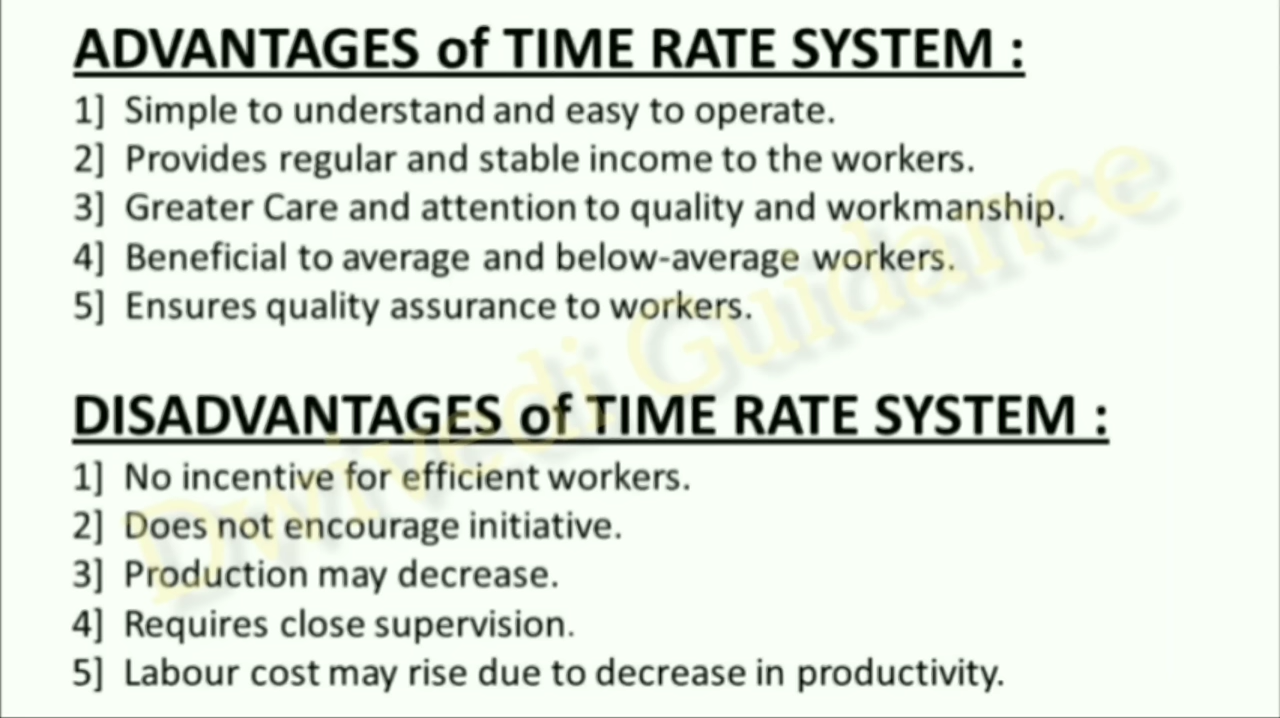 ADVANTAGES of TIME RATE SYSTEM :
1] Simple to understand and easy to operate.
2] Provides regular and stable income to the workers.
3] Greater Care and attention to quality and workmanship.
4] Beneficial to average and below-average workers.
5] Ensures quality assurance to workers.
DISADVANTAGES of TIME RATE SYSTEM :
1] No incentive for efficient workers.
2] Does not encourage initiative.
3] Production may decrease.
4] Requires close supervision.
5] Labour cost may rise due to decrease in productivity.
Dwivedi Guidance